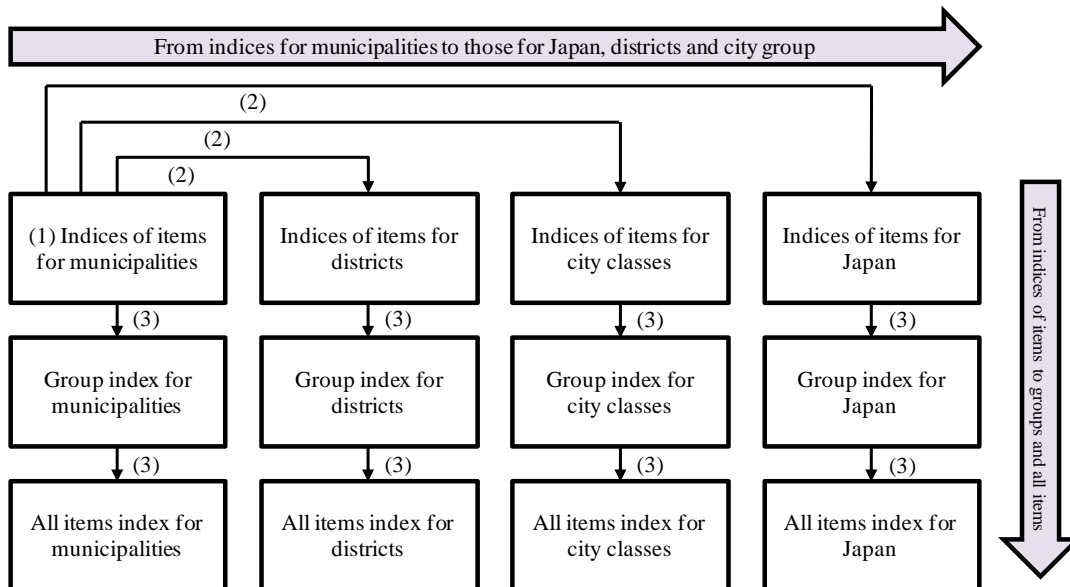 From indices for municipalities to those for Japan, districts and city group
(2)
(2)
(2)
(1) Indices of items
for municipalities
Indices of items for
districts
Indices of items for
city classes
Indices of items for
Japan
(3)
(3)
(3)
(3)
Group index for
municipalities
Group index for
districts
Group index for
city classes
Group index for
Japan
(3)
(3)
(3)
(3)
All items index for
municipalities
All items index for
districts
All items index for
city classes
All items index for
Japan
From indices of items to groups and all items